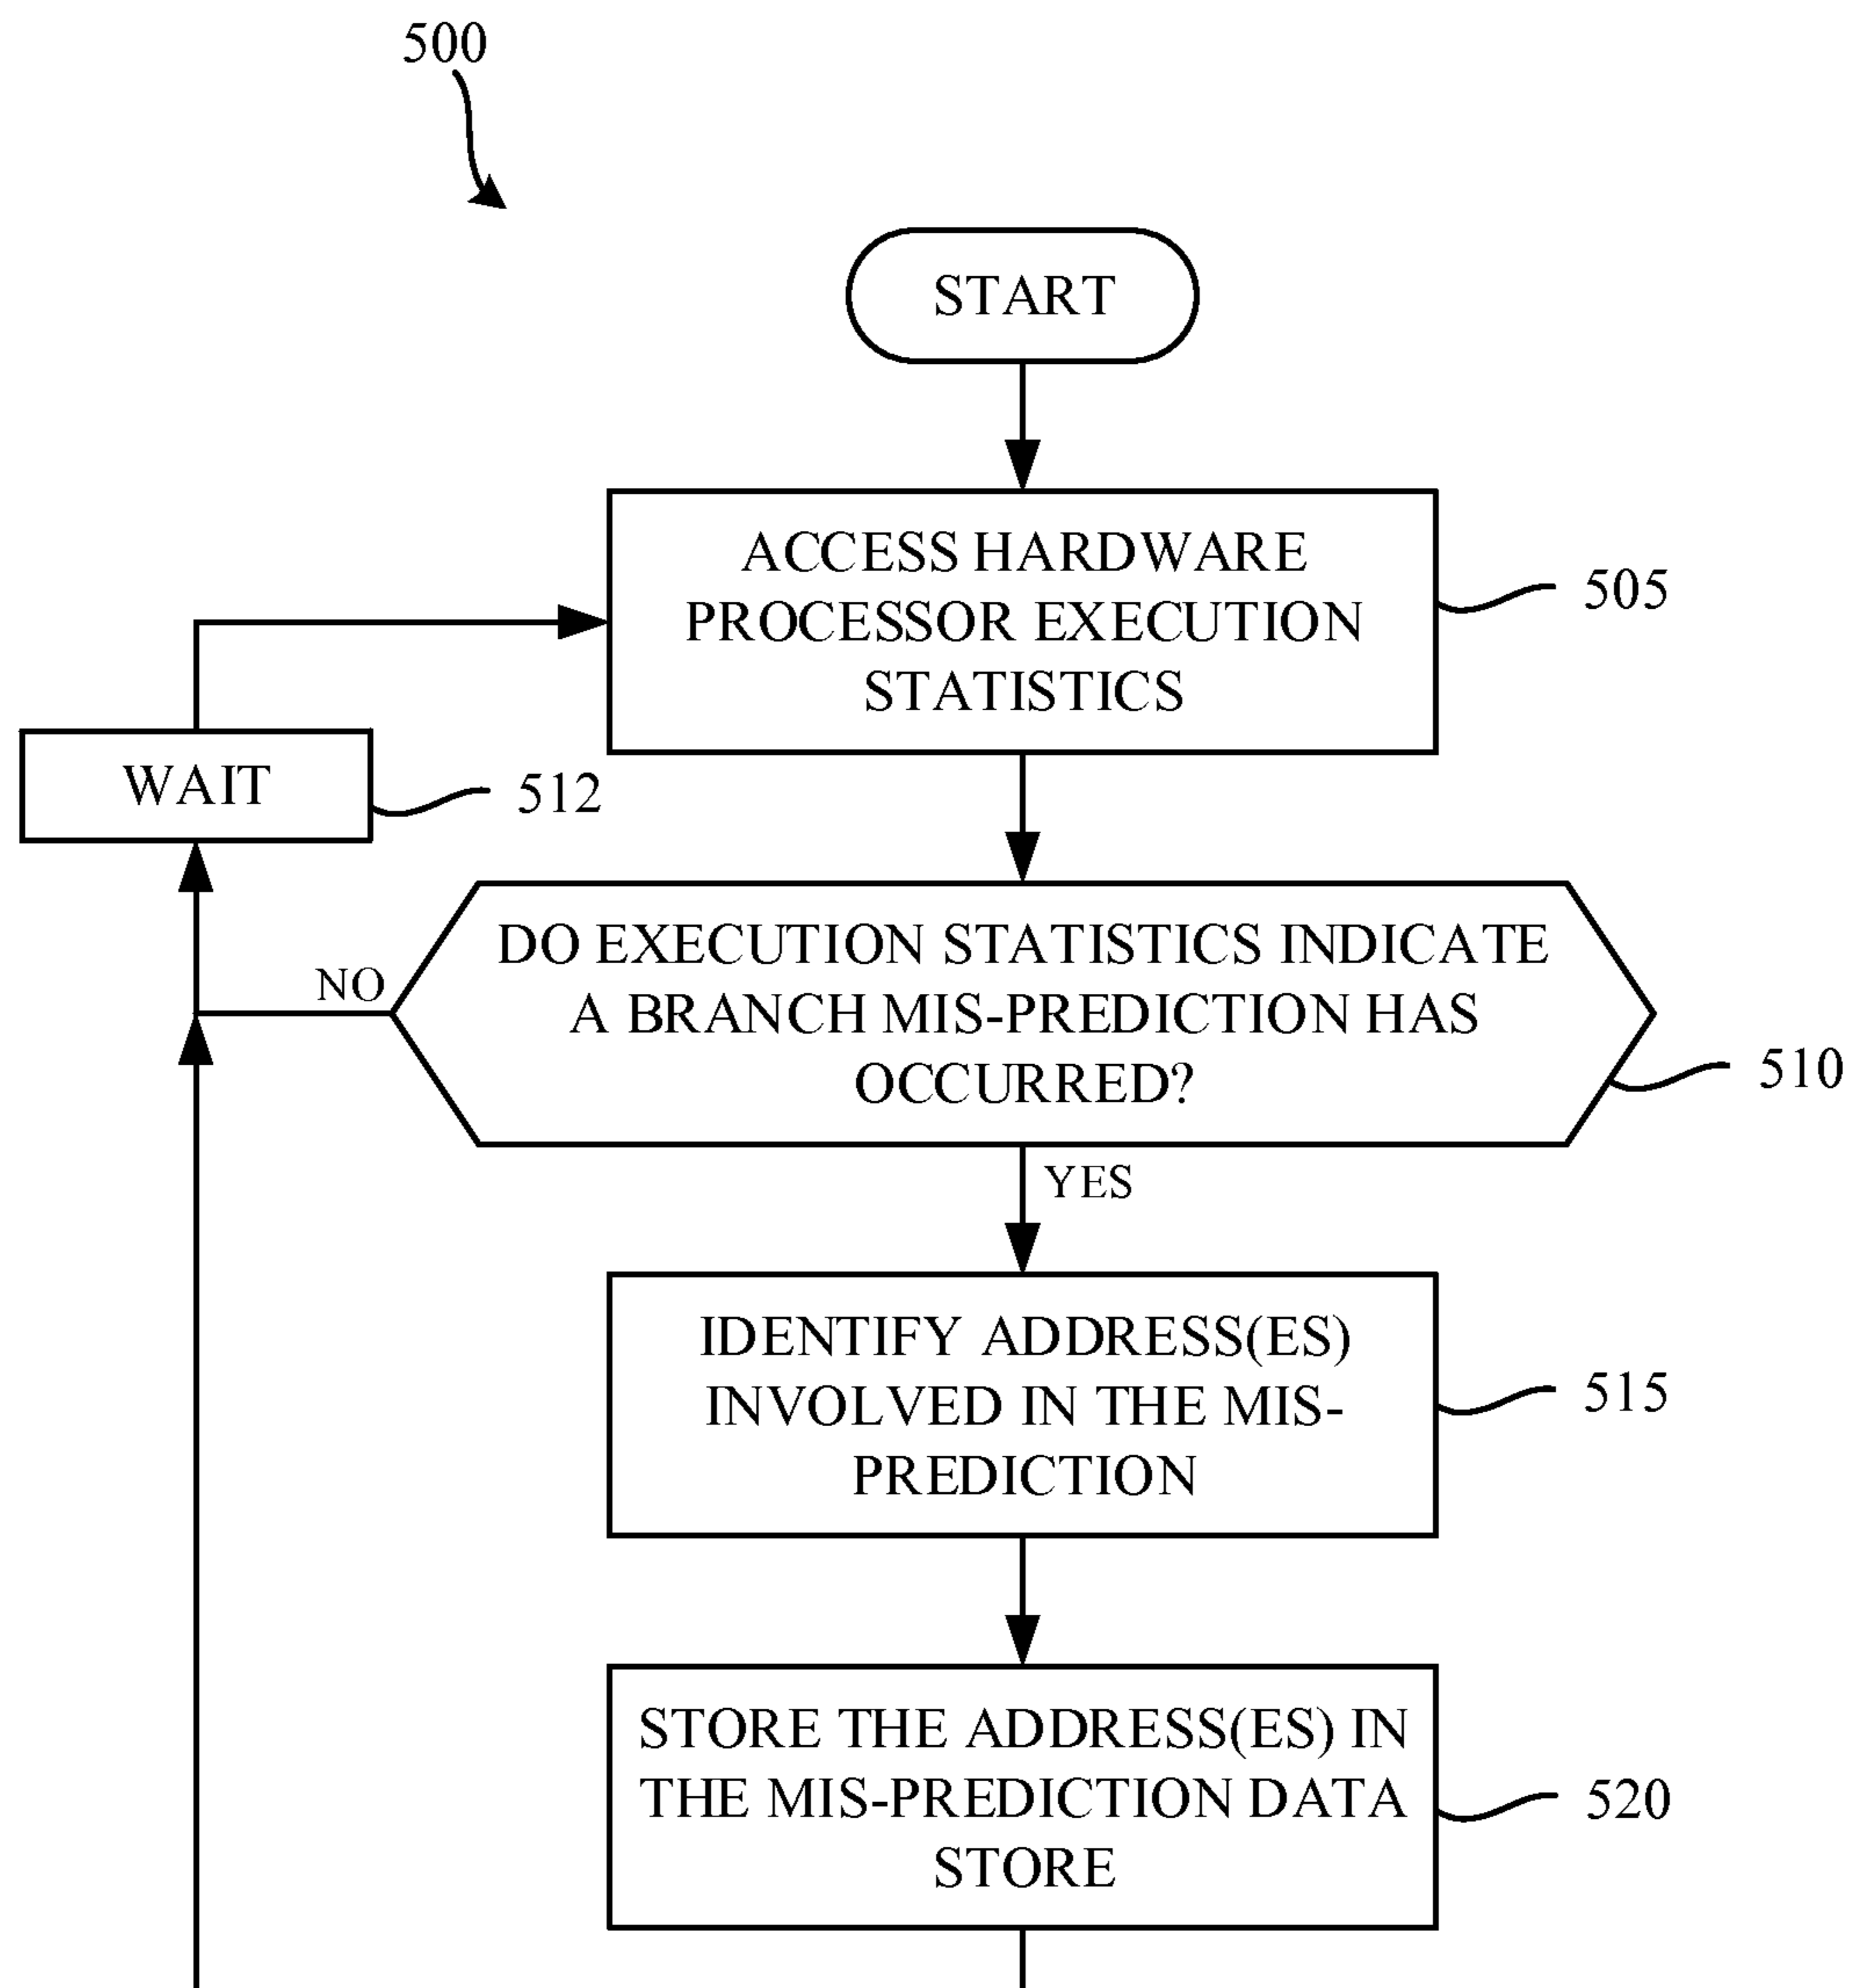 500
START
ACCESS HARDWARE
PROCESSOR EXECUTION
STATISTICS
505
WAIT
512
DO EXECUTION STATISTICS INDICATE
A BRANCH MIS-PREDICTION HAS
OCCURRED?
NO
510
YES
IDENTIFY ADDRESS(ES)
INVOLVED IN THE MIS-
PREDICTION
515
STORE THE ADDRESS(ES) IN
THE MIS-PREDICTION DATA
STORE
520